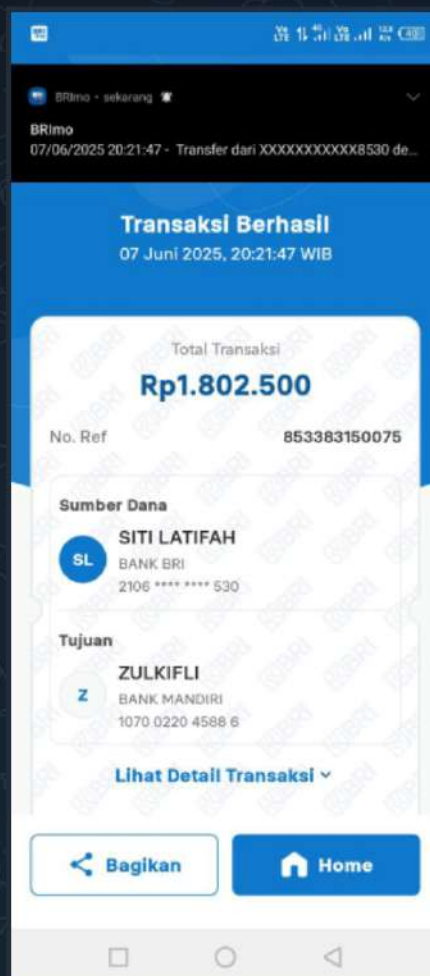 BRImo - sekarang
BRImo
07/06/2025 20:21:47 - Transfer dari XXXXXXXXXXX8530 de...
Transaksi Berhasil
07 Juni 2025, 20:21:47 WIB
Total Transaksi
Rp1.802.500
No. Ref 853383150075
Sumber Dana
SL
SITI LATIFAH
BANK BRI
2106 **** **** 530
Tujuan
Z
ZULKIFLI
BANK MANDIRI
1070 0220 4588 6
Lihat Detail Transaksi
Bagikan
Home